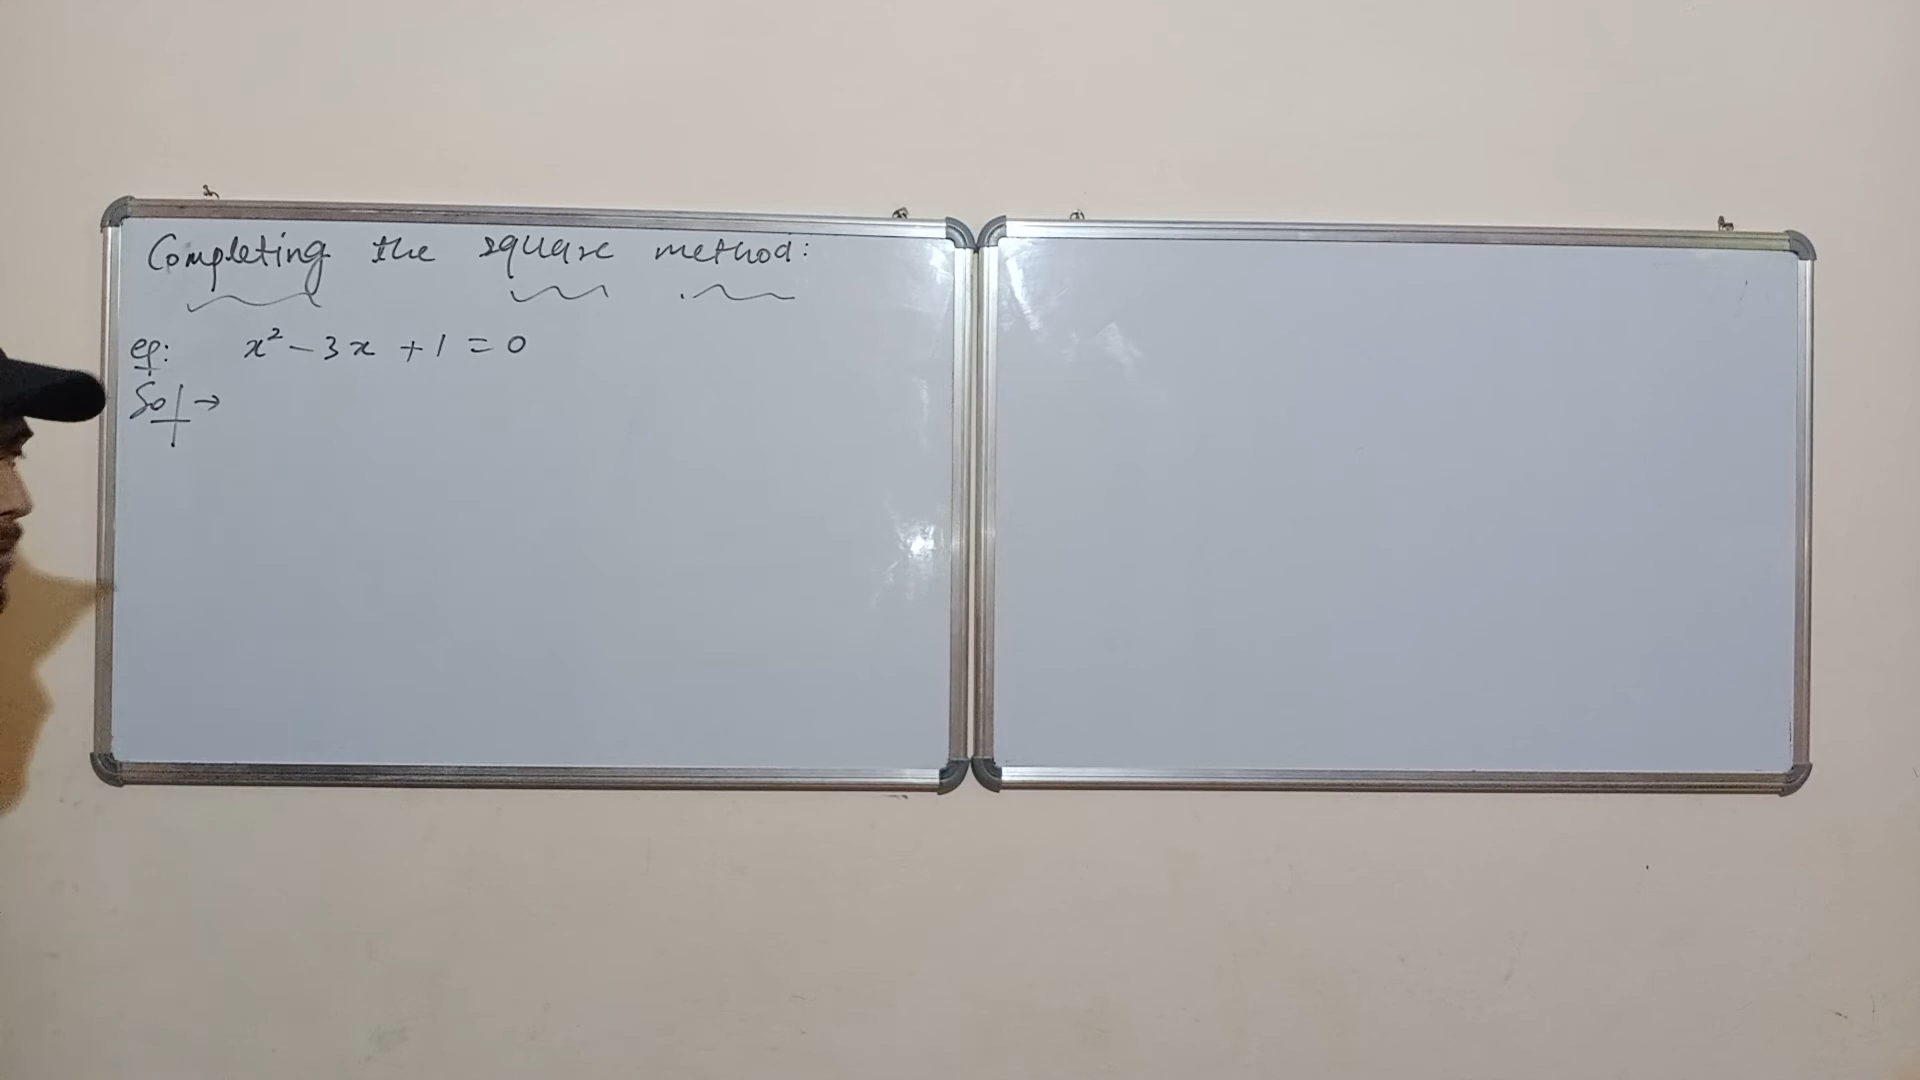 Completing the square method:
eg: x² - 3x + 1 = 0
Sol →